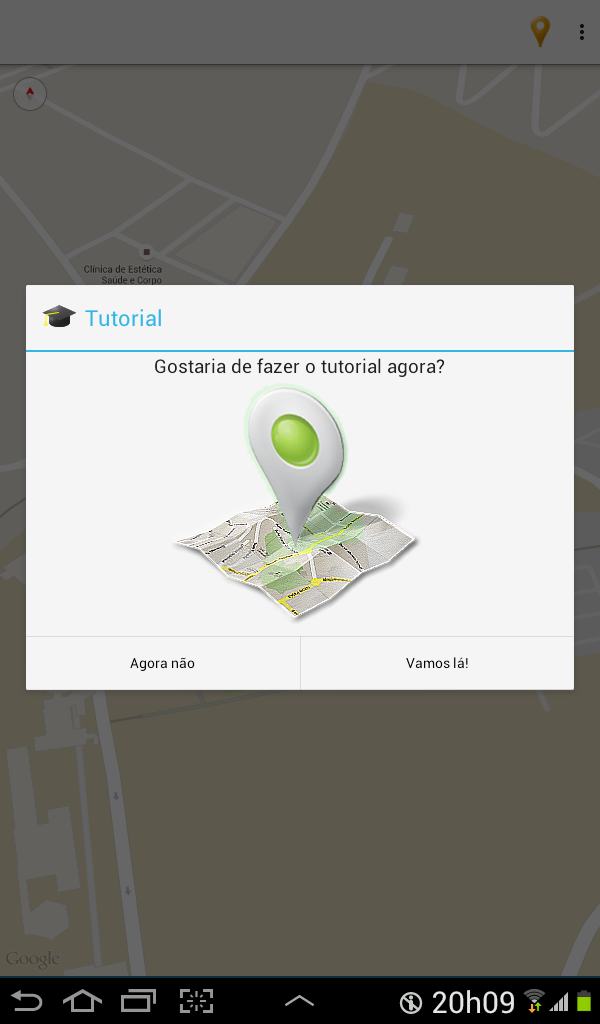 Clínica de Estética
Saúde e Corpo
Tutorial
Gostaria de fazer o tutorial agora?
Agora não
Vamos lá!
Google
20h09